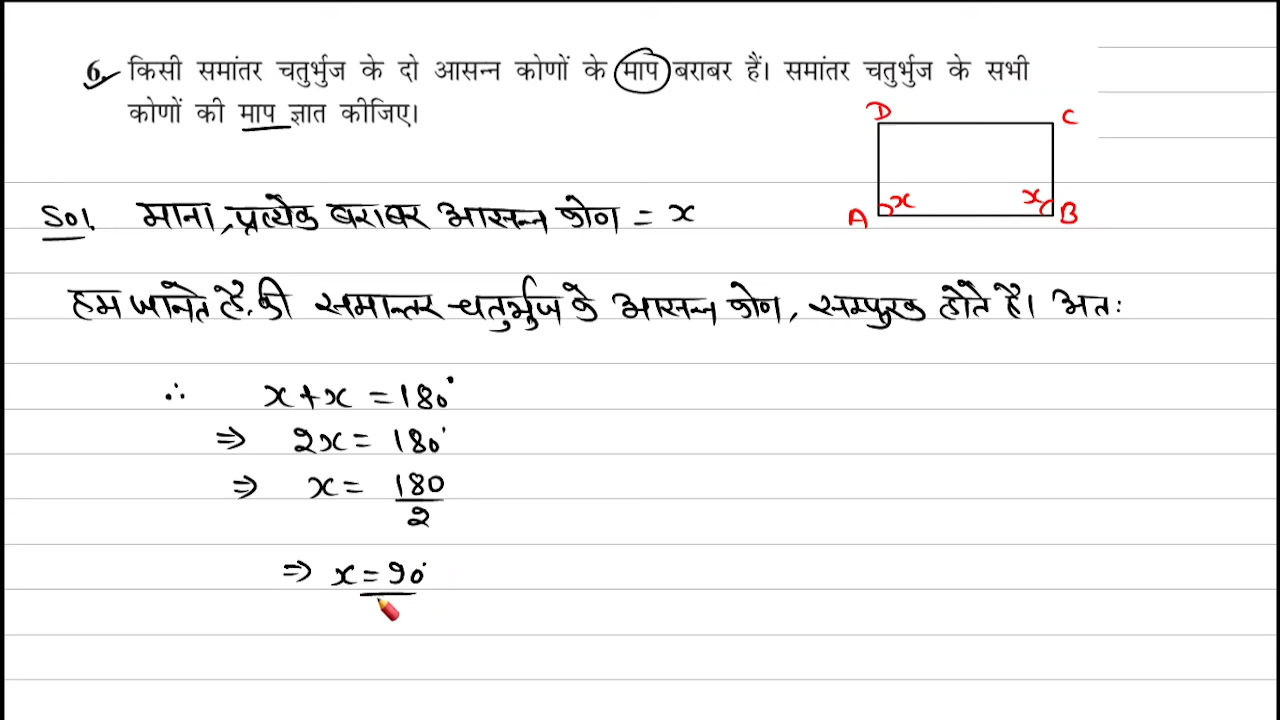 6. किसी समांतर चतुर्भुज के दो आसन्न कोणों के माप बराबर हैं। समांतर चतुर्भुज के सभी
कोणों की माप ज्ञात कीजिए।
D C
A x x B
Sol. माना, प्रत्येक बराबर आसन्न कोण = x
हम जानते है. की समान्तर चतुर्भुज के आसन्न कोण, सम्पुरक होते है। अतः
∴ x + x = 180°
⇒ 2x = 180°
⇒ x = 180/2
⇒ x = 90°